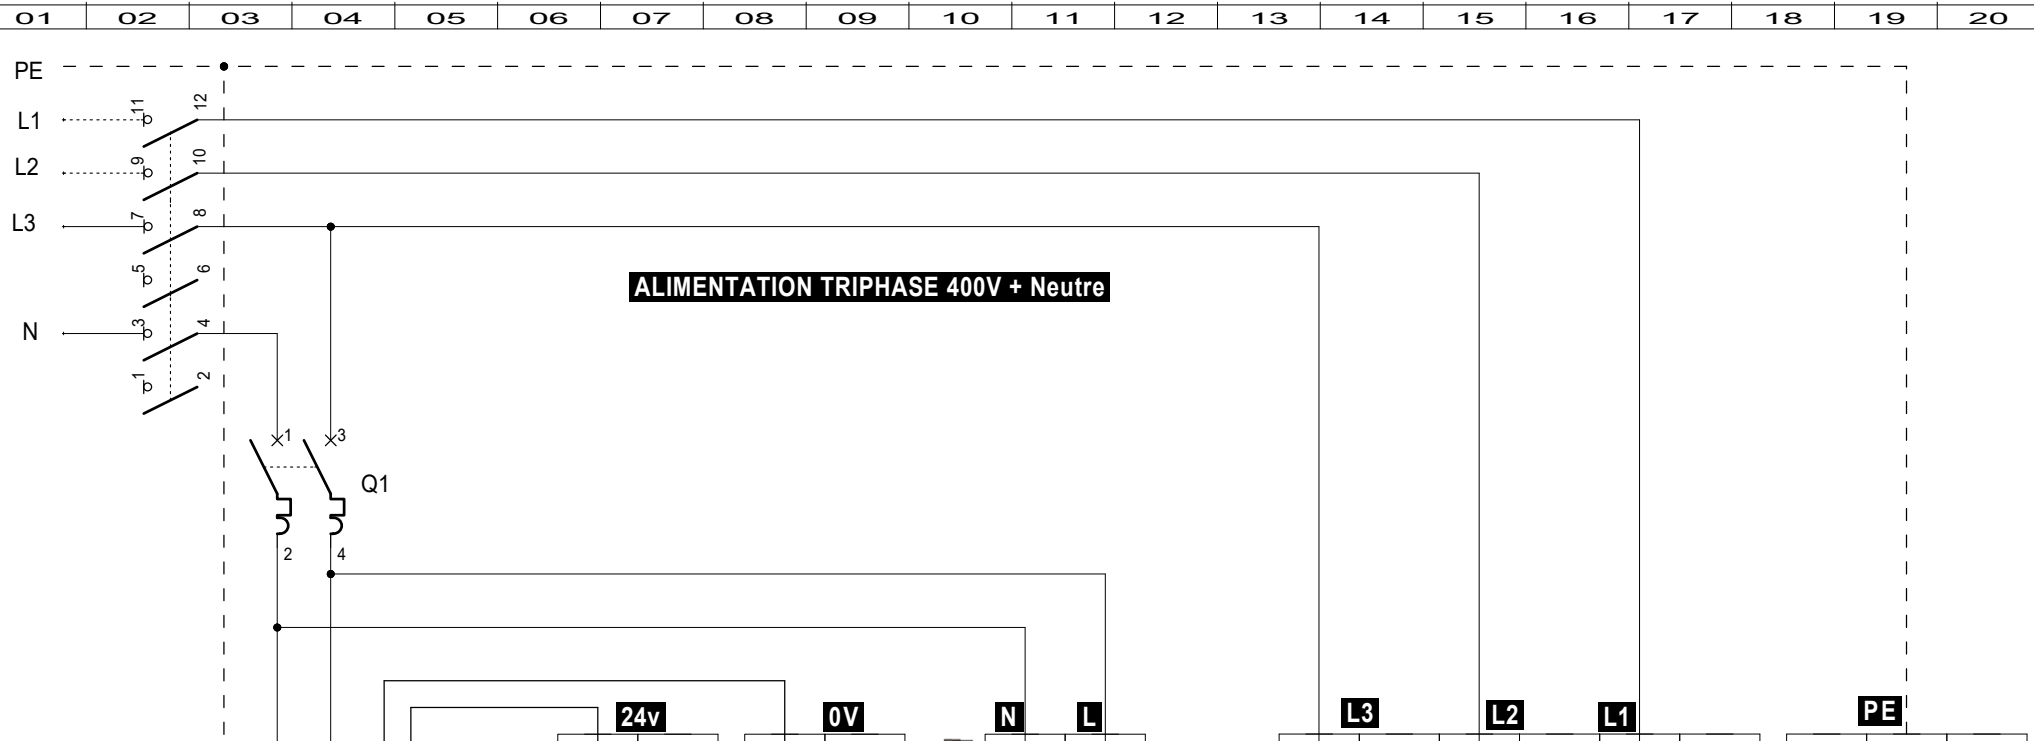 01 02 03 04 05 06 07 08 09 10 11 12 13 14 15 16 17 18 19 20
PE
11 12
L1
9 10
L2
7 8
L3
5 6
ALIMENTATION TRIPHASE 400V + Neutre
3 4
N
1 2
1 3
Q1
2 4
24v 0V N L L3 L2 L1 PE